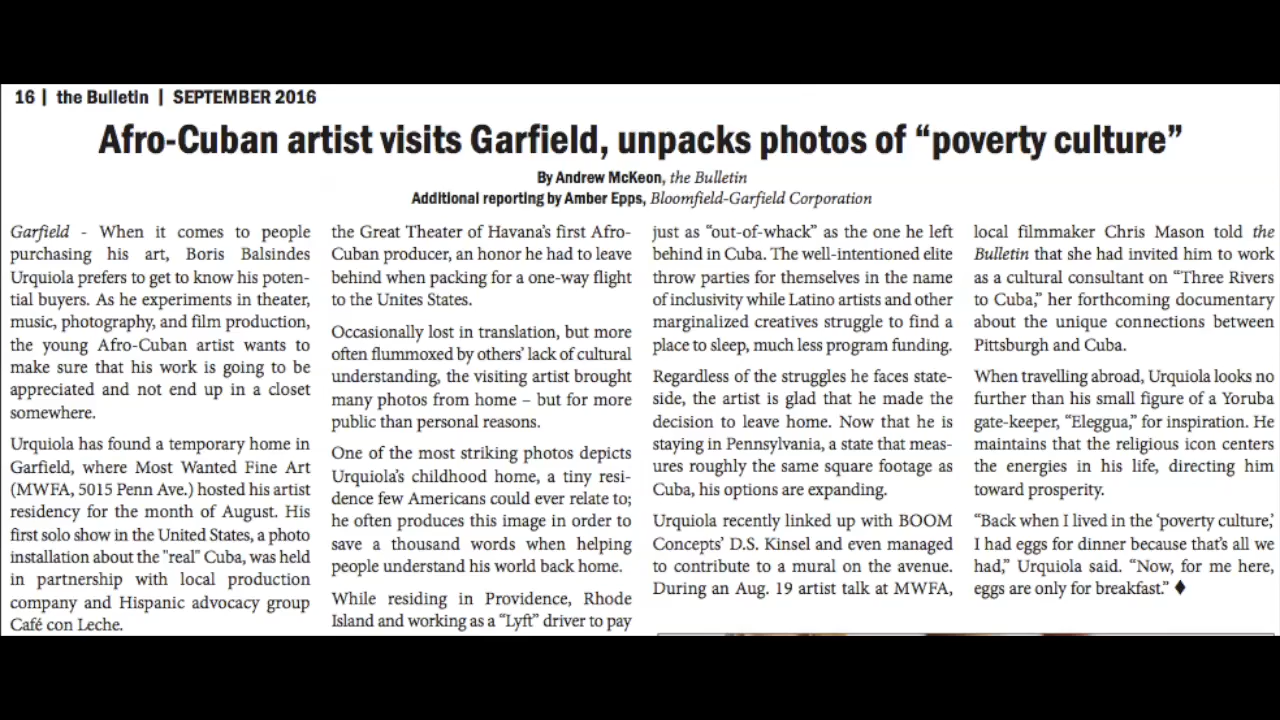 16 | the Bulletin | SEPTEMBER 2016
Afro-Cuban artist visits Garfield, unpacks photos of “poverty culture”
By Andrew McKeon, the Bulletin
Additional reporting by Amber Epps, Bloomfield-Garfield Corporation
Garfield - When it comes to people
purchasing his art, Boris Balsindes
Urquiola prefers to get to know his poten-
tial buyers. As he experiments in theater,
music, photography, and film production,
the young Afro-Cuban artist wants to
make sure that his work is going to be
appreciated and not end up in a closet
somewhere.
Urquiola has found a temporary home in
Garfield, where Most Wanted Fine Art
(MWFA, 5015 Penn Ave.) hosted his artist
residency for the month of August. His
first solo show in the United States, a photo
installation about the "real" Cuba, was held
in partnership with local production
company and Hispanic advocacy group
Café con Leche.
the Great Theater of Havana’s first Afro-
Cuban producer, an honor he had to leave
behind when packing for a one-way flight
to the Unites States.
Occasionally lost in translation, but more
often flummoxed by others’ lack of cultural
understanding, the visiting artist brought
many photos from home – but for more
public than personal reasons.
One of the most striking photos depicts
Urquiola’s childhood home, a tiny resi-
dence few Americans could ever relate to;
he often produces this image in order to
save a thousand words when helping
people understand his world back home.
While residing in Providence, Rhode
Island and working as a “Lyft” driver to pay
just as “out-of-whack” as the one he left
behind in Cuba. The well-intentioned elite
throw parties for themselves in the name
of inclusivity while Latino artists and other
marginalized creatives struggle to find a
place to sleep, much less program funding.
Regardless of the struggles he faces state-
side, the artist is glad that he made the
decision to leave home. Now that he is
staying in Pennsylvania, a state that meas-
ures roughly the same square footage as
Cuba, his options are expanding.
Urquiola recently linked up with BOOM
Concepts’ D.S. Kinsel and even managed
to contribute to a mural on the avenue.
During an Aug. 19 artist talk at MWFA,
local filmmaker Chris Mason told the
Bulletin that she had invited him to work
as a cultural consultant on “Three Rivers
to Cuba,” her forthcoming documentary
about the unique connections between
Pittsburgh and Cuba.
When travelling abroad, Urquiola looks no
further than his small figure of a Yoruba
gate-keeper, “Eleggua,” for inspiration. He
maintains that the religious icon centers
the energies in his life, directing him
toward prosperity.
“Back when I lived in the ‘poverty culture,’
I had eggs for dinner because that’s all we
had,” Urquiola said. “Now, for me here,
eggs are only for breakfast.” ♦